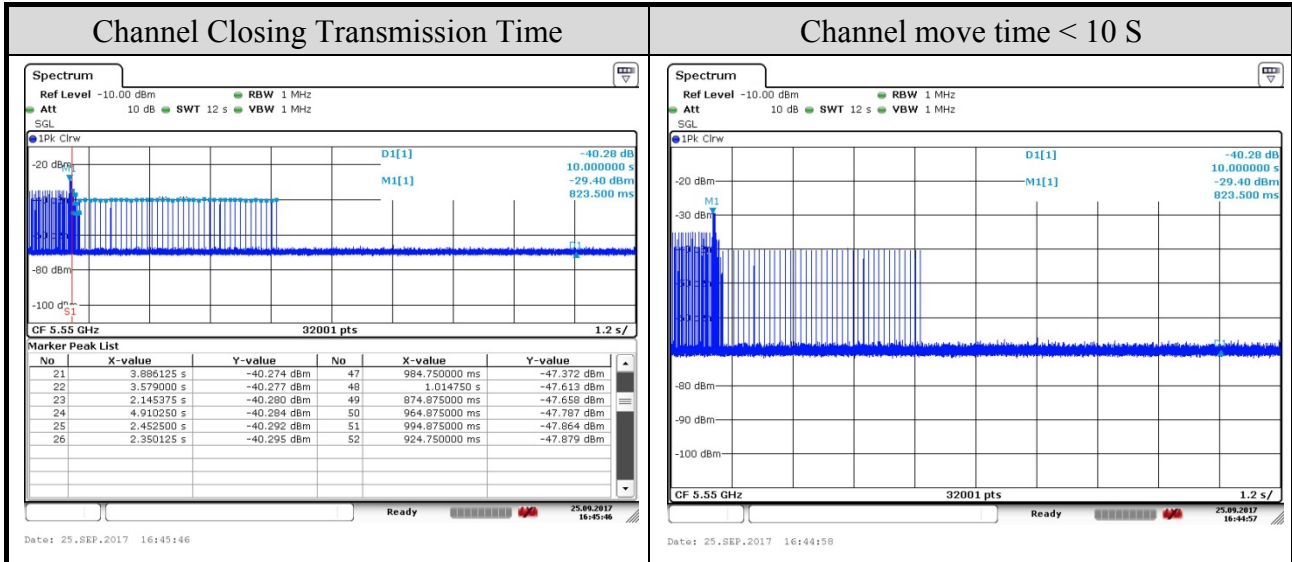 Channel Closing Transmission Time
Spectrum
Ref Level -10.00 dBm RBW 1 MHz
Att 10 dB SWT 12 s VBW 1 MHz
SGL
1Pk Clrw
D1[1] -40.28 dB
10.000000 s
M1[1] -29.40 dBm
823.500 ms
-20 dBm
M1
-80 dBm
-100 dBm
S1
CF 5.55 GHz 32001 pts 1.2 s/
Marker Peak List
No X-value Y-value No X-value Y-value
21 3.886125 s -40.274 dBm 47 984.750000 ms -47.372 dBm
22 3.579000 s -40.277 dBm 48 1.014750 s -47.613 dBm
23 2.145375 s -40.280 dBm 49 874.875000 ms -47.658 dBm
24 4.910250 s -40.284 dBm 50 964.875000 ms -47.787 dBm
25 2.452500 s -40.292 dBm 51 994.875000 ms -47.864 dBm
26 2.350125 s -40.295 dBm 52 924.750000 ms -47.879 dBm
Ready 25.09.2017
16:45:46
Date: 25.SEP.2017 16:45:46
Channel move time < 10 S
Spectrum
Ref Level -10.00 dBm RBW 1 MHz
Att 10 dB SWT 12 s VBW 1 MHz
SGL
1Pk Clrw
D1[1] -40.28 dB
10.000000 s
M1[1] -29.40 dBm
823.500 ms
-20 dBm
M1
-30 dBm
-80 dBm
-90 dBm
-100 dBm
CF 5.55 GHz 32001 pts 1.2 s/
Ready 25.09.2017
16:44:57
Date: 25.SEP.2017 16:44:58